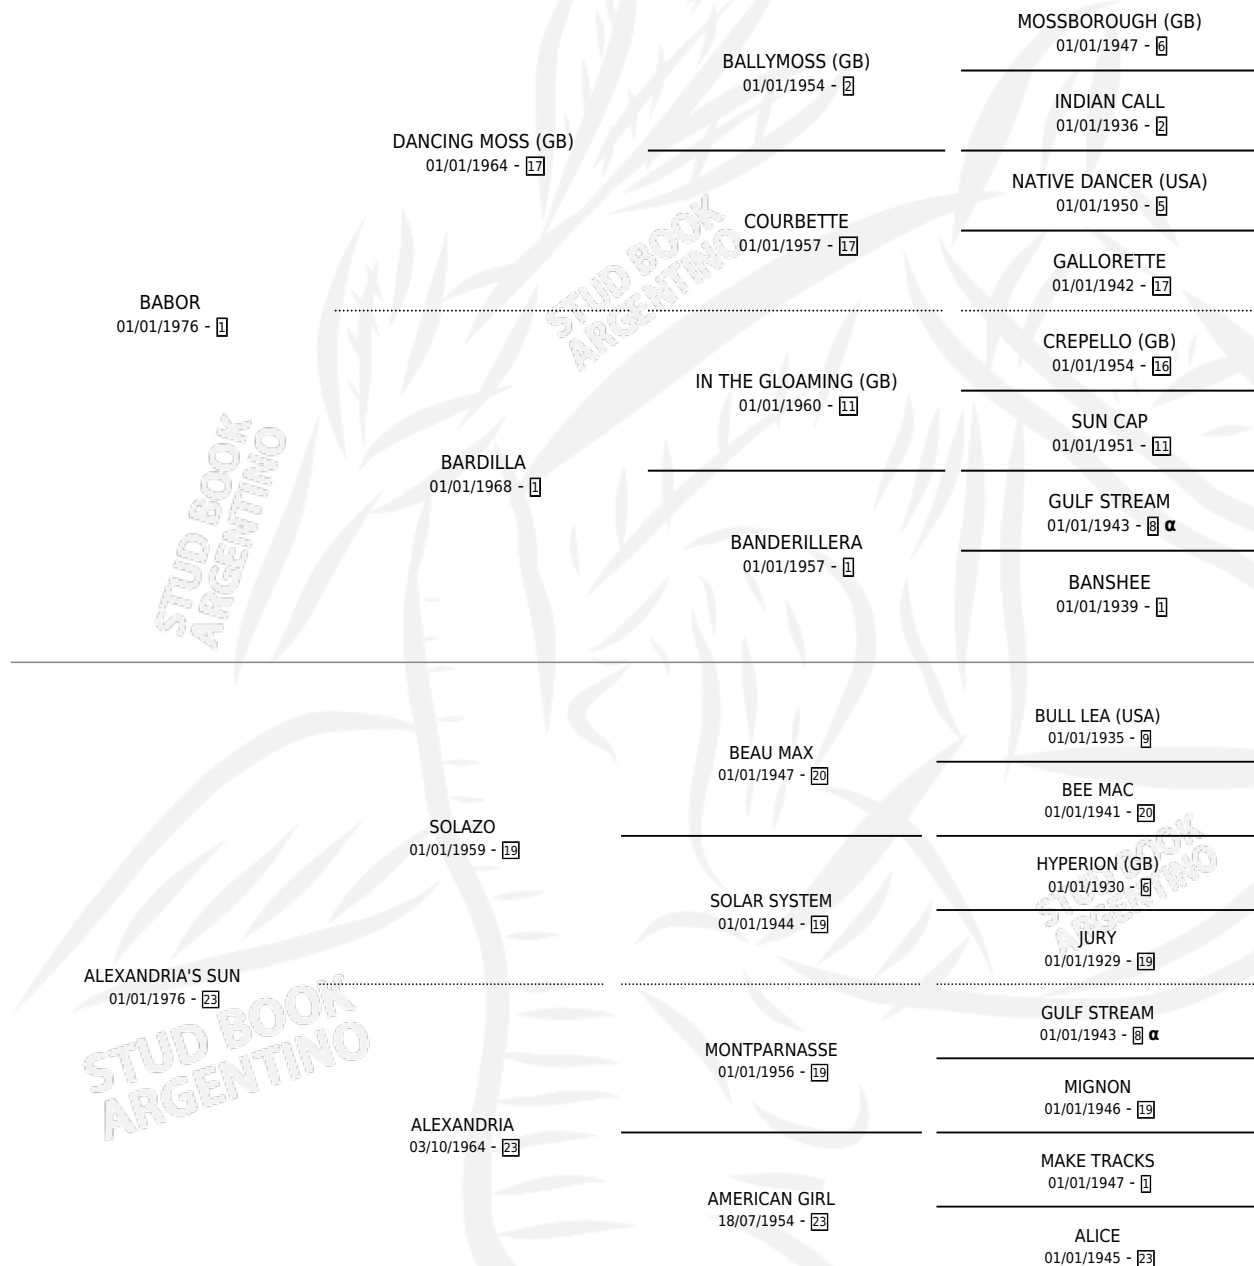 MOSSBOROUGH (GB)
01/01/1947 - 6
BALLYMOSS (GB)
01/01/1954 - 2
INDIAN CALL
01/01/1936 - 2
DANCING MOSS (GB)
01/01/1964 - 17
NATIVE DANCER (USA)
01/01/1950 - 5
COURBETTE
01/01/1957 - 17
GALLORETTE
01/01/1942 - 17
BABOR
01/01/1976 - 1
CREPELLO (GB)
01/01/1954 - 16
IN THE GLOAMING (GB)
01/01/1960 - 11
SUN CAP
01/01/1951 - 11
BARDILLA
01/01/1968 - 1
GULF STREAM
01/01/1943 - 8 α
BANDERILLERA
01/01/1957 - 1
BANSHEE
01/01/1939 - 1
BULL LEA (USA)
01/01/1935 - 9
BEAU MAX
01/01/1947 - 20
BEE MAC
01/01/1941 - 20
SOLAZO
01/01/1959 - 19
HYPERION (GB)
01/01/1930 - 6
SOLAR SYSTEM
01/01/1944 - 19
JURY
01/01/1929 - 19
ALEXANDRIA'S SUN
01/01/1976 - 23
GULF STREAM
01/01/1943 - 8 α
MONTPARNASSE
01/01/1956 - 19
MIGNON
01/01/1946 - 19
ALEXANDRIA
03/10/1964 - 23
MAKE TRACKS
01/01/1947 - 1
AMERICAN GIRL
18/07/1954 - 23
ALICE
01/01/1945 - 23
STUD BOOK
ARGENTINO
STUD BOOK
ARGENTINO
STUD BOOK
ARGENTINO
STUD BOOK
ARGENTINO